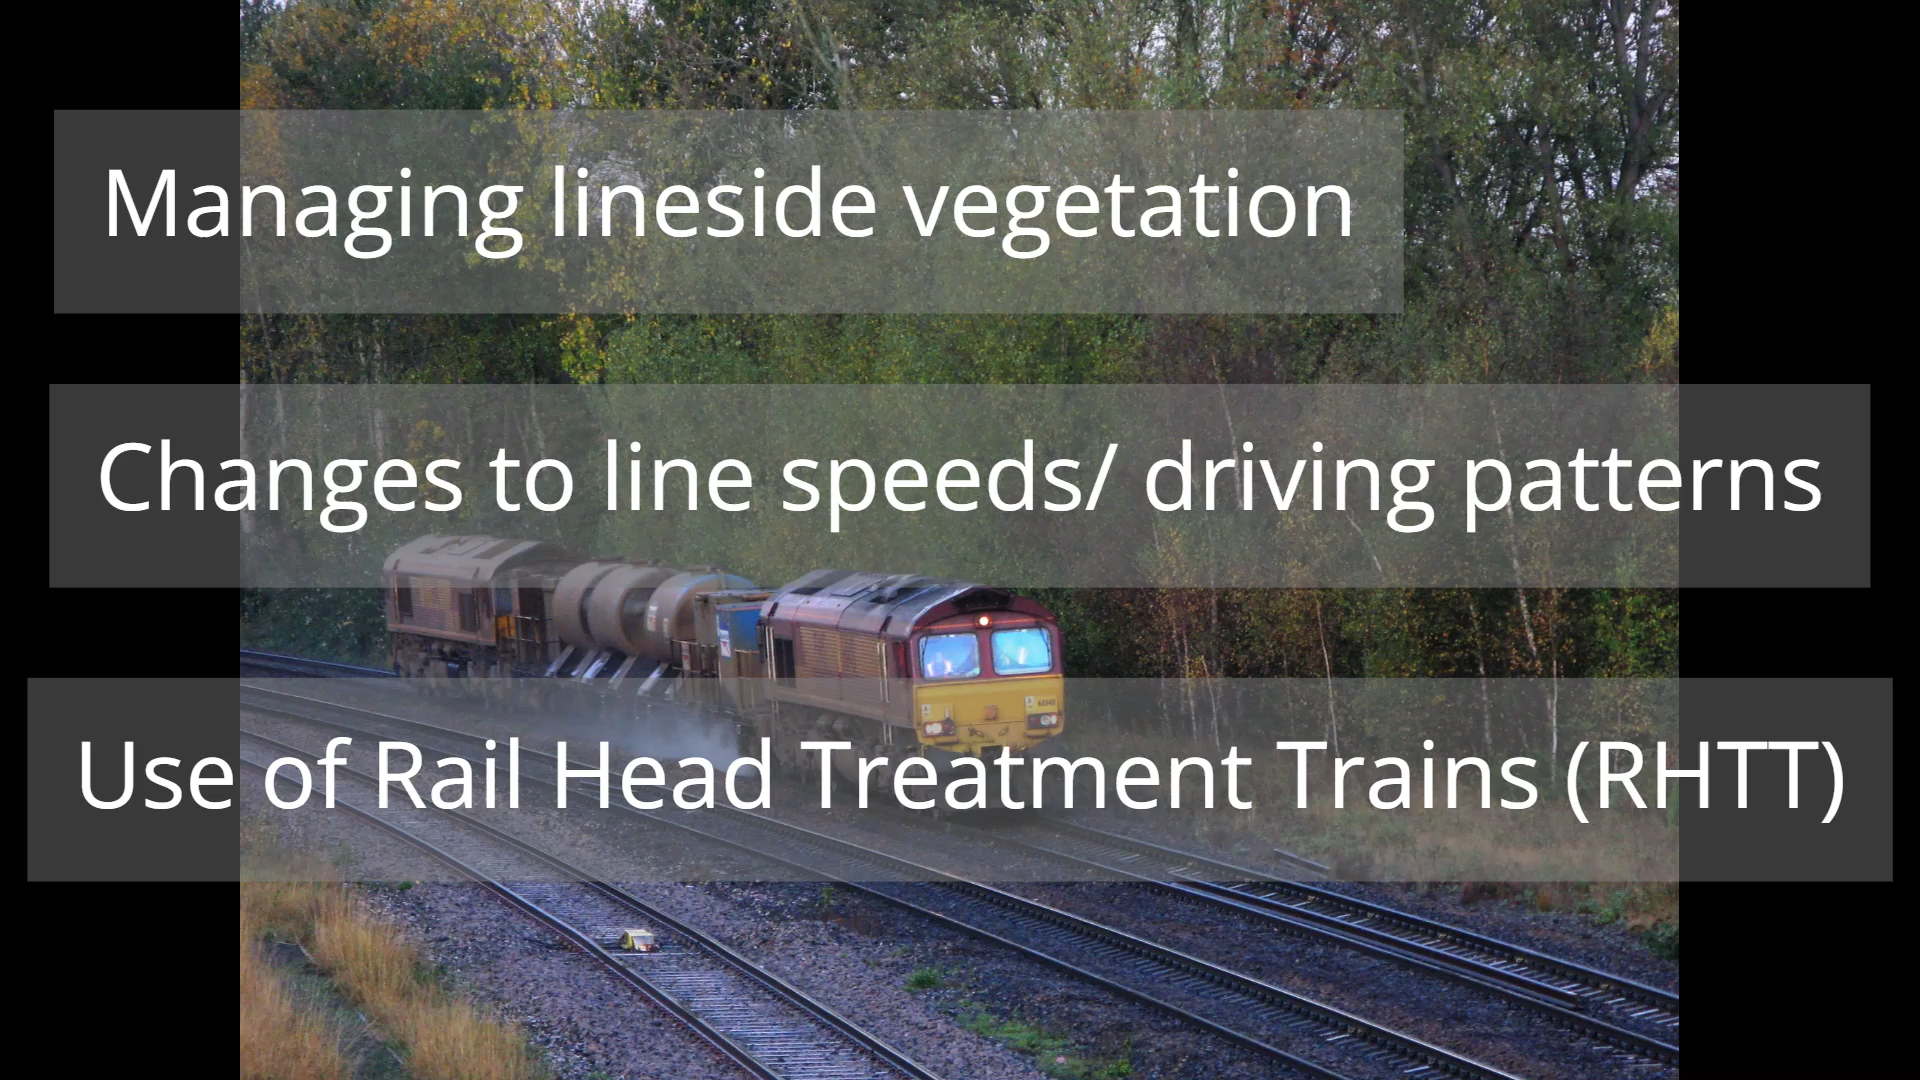 Managing lineside vegetation
Changes to line speeds/ driving patterns
Use of Rail Head Treatment Trains (RHTT)